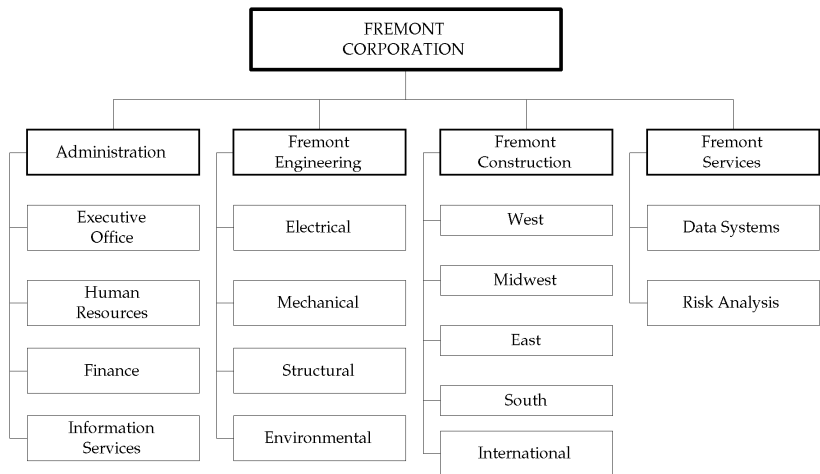 FREMONT
CORPORATION
Administration
Executive
Office
Human
Resources
Finance
Information
Services
Fremont
Engineering
Electrical
Mechanical
Structural
Environmental
Fremont
Construction
West
Midwest
East
South
International
Fremont
Services
Data Systems
Risk Analysis